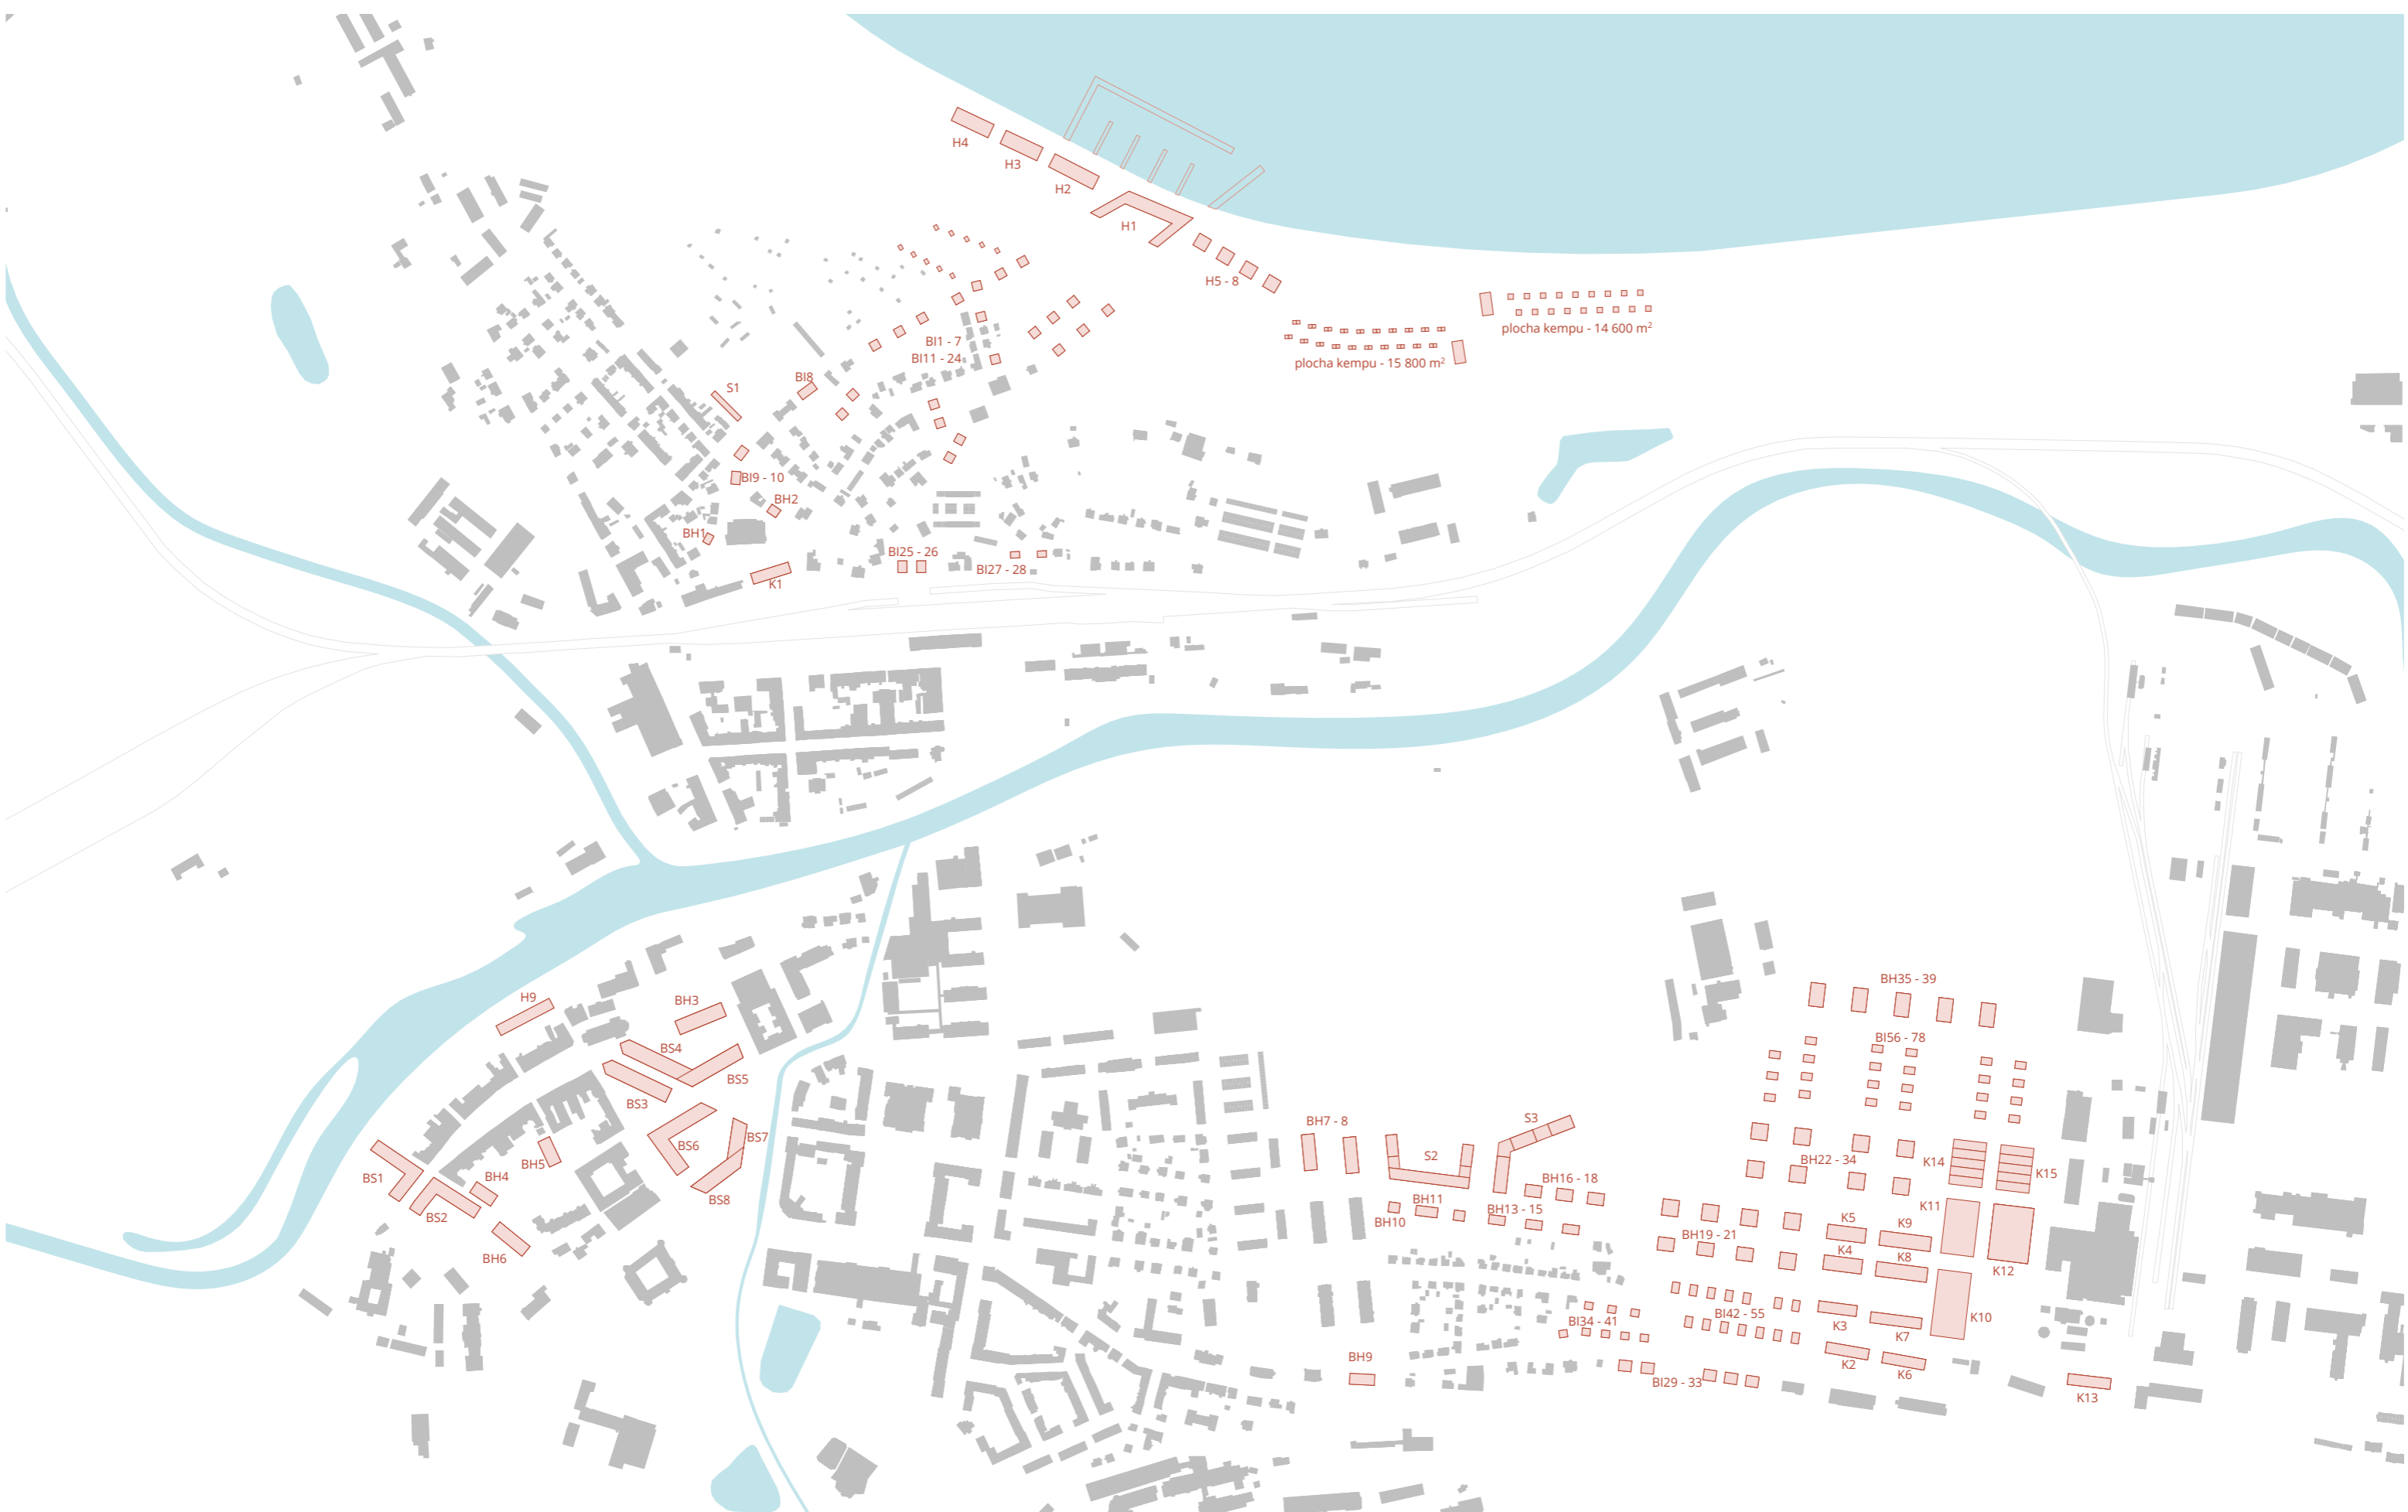 H4
H3
H2
H1
H5 - 8
plocha kempu - 14 600 m²
plocha kempu - 15 800 m²
BI1 - 7
BI11 - 24
BI8
S1
BI9 - 10
BH2
BH1
K1
BI25 - 26
BI27 - 28
H9
BH3
BS4
BS5
BS3
BS6
BS7
BS8
BH5
BH4
BS1
BS2
BH6
BH35 - 39
BI56 - 78
BH7 - 8
S3
S2
BH22 - 34
K14
K15
BH16 - 18
BH11
BH13 - 15
BH10
K11
K5
K9
BH19 - 21
K4
K8
K12
BI42 - 55
BI34 - 41
K3
K7
K10
BH9
K2
K6
BI29 - 33
K13